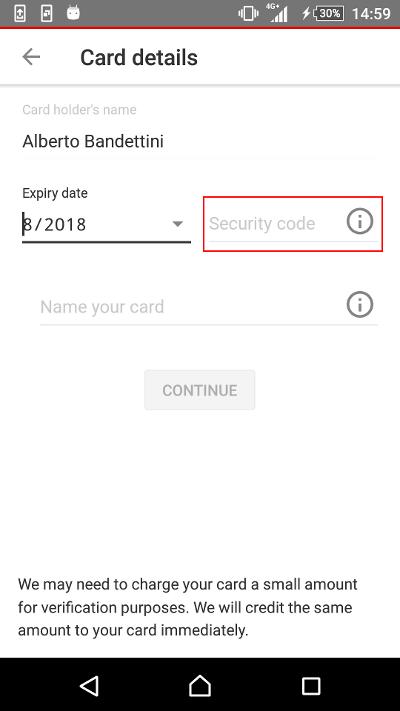 4G+ 30% 14:59
Card details
Card holder's name
Alberto Bandettini
Expiry date
8/2018 Security code
Name your card
CONTINUE
We may need to charge your card a small amount
for verification purposes. We will credit the same
amount to your card immediately.